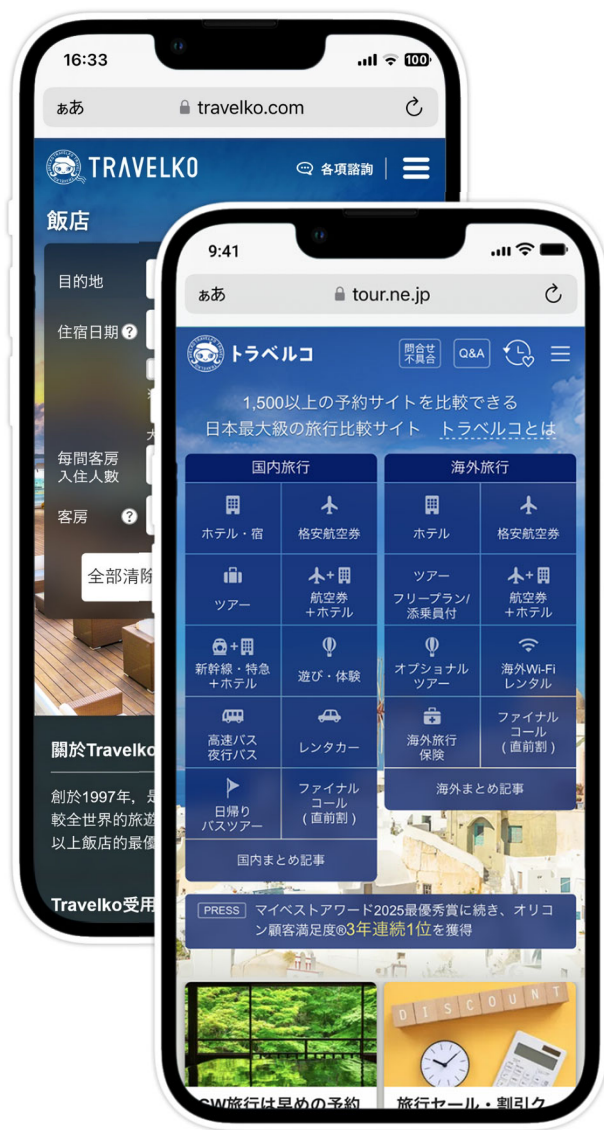 16:33
100
ぁあ
travelko.com
TRAVELKO
各項諮詢
飯店
目的地
住宿日期 ?
每間客房
入住人數
客房 ?
全部清除
關於Travelko
創於1997年,
較全世界的旅遊
以上飯店的最優
Travelko受用
9:41
ぁあ
tour.ne.jp
トラベルコ
問合せ
不具合
Q&A
1,500以上の予約サイトを比較できる
日本最大級の旅行比較サイト トラベルコとは
国内旅行
ホテル・宿
格安航空券
ツアー
航空券
+ホテル
新幹線・特急
+ホテル
遊び・体験
高速バス
夜行バス
レンタカー
日帰り
バスツアー
ファイナル
コール
(直前割)
国内まとめ記事
海外旅行
ホテル
格安航空券
ツアー
フリープラン/
添乗員付
航空券
+ホテル
オプショナル
ツアー
海外Wi-Fi
レンタル
海外旅行
保険
ファイナル
コール
(直前割)
海外まとめ記事
PRESS マイベストアワード2025最優秀賞に続き、オリコ
ン顧客満足度®3年連続1位を獲得
DISCOUNT
SW旅行は早めの予約
旅行セール・割引ク